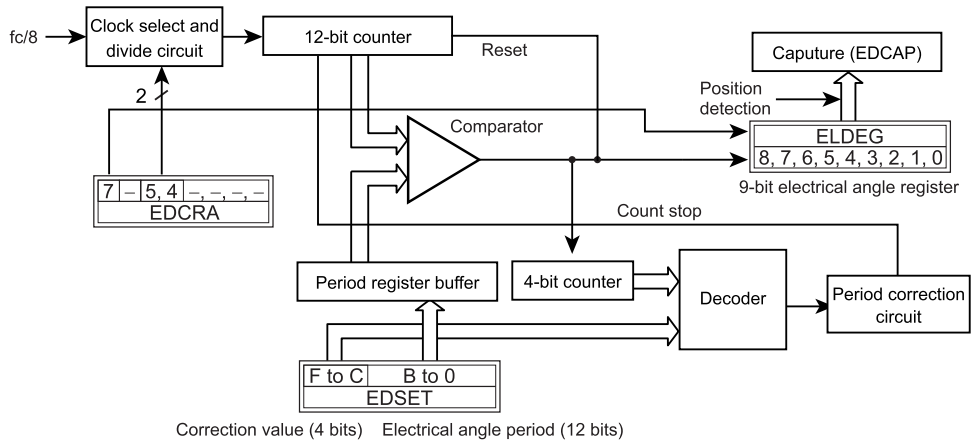 fc/8
Clock select and
divide circuit
12-bit counter
Reset
Caputure (EDCAP)
2
Position
detection
Comparator
ELDEG
8, 7, 6, 5, 4, 3, 2, 1, 0
9-bit electrical angle register
7 – 5, 4 –, –, –, –
EDCRA
Count stop
Period register buffer
4-bit counter
Decoder
Period correction
circuit
F to C B to 0
EDSET
Correction value (4 bits) Electrical angle period (12 bits)